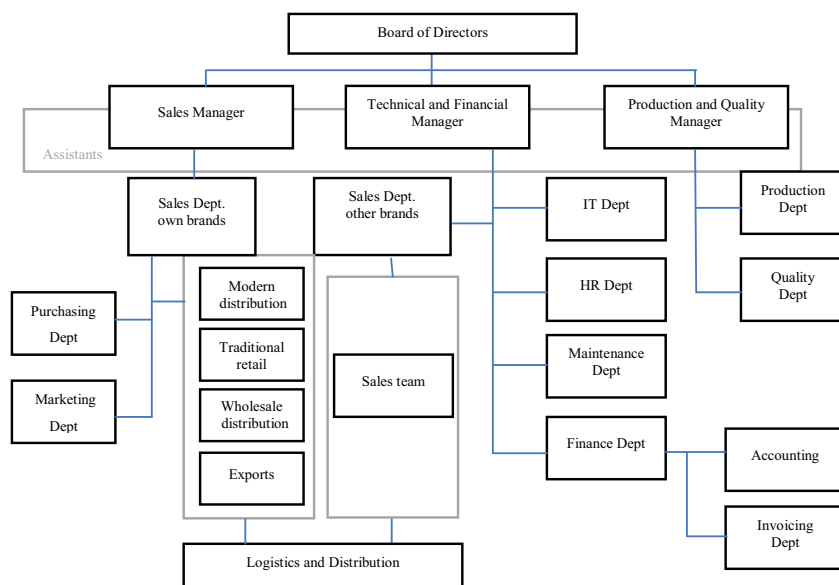 Board of Directors
Sales Manager
Technical and Financial
Manager
Production and Quality
Manager
Assistants
Sales Dept.
own brands
Sales Dept.
other brands
IT Dept
Production
Dept
Modern
distribution
HR Dept
Quality
Dept
Purchasing
Dept
Traditional
retail
Sales team
Maintenance
Dept
Marketing
Dept
Wholesale
distribution
Finance Dept
Accounting
Exports
Invoicing
Dept
Logistics and Distribution